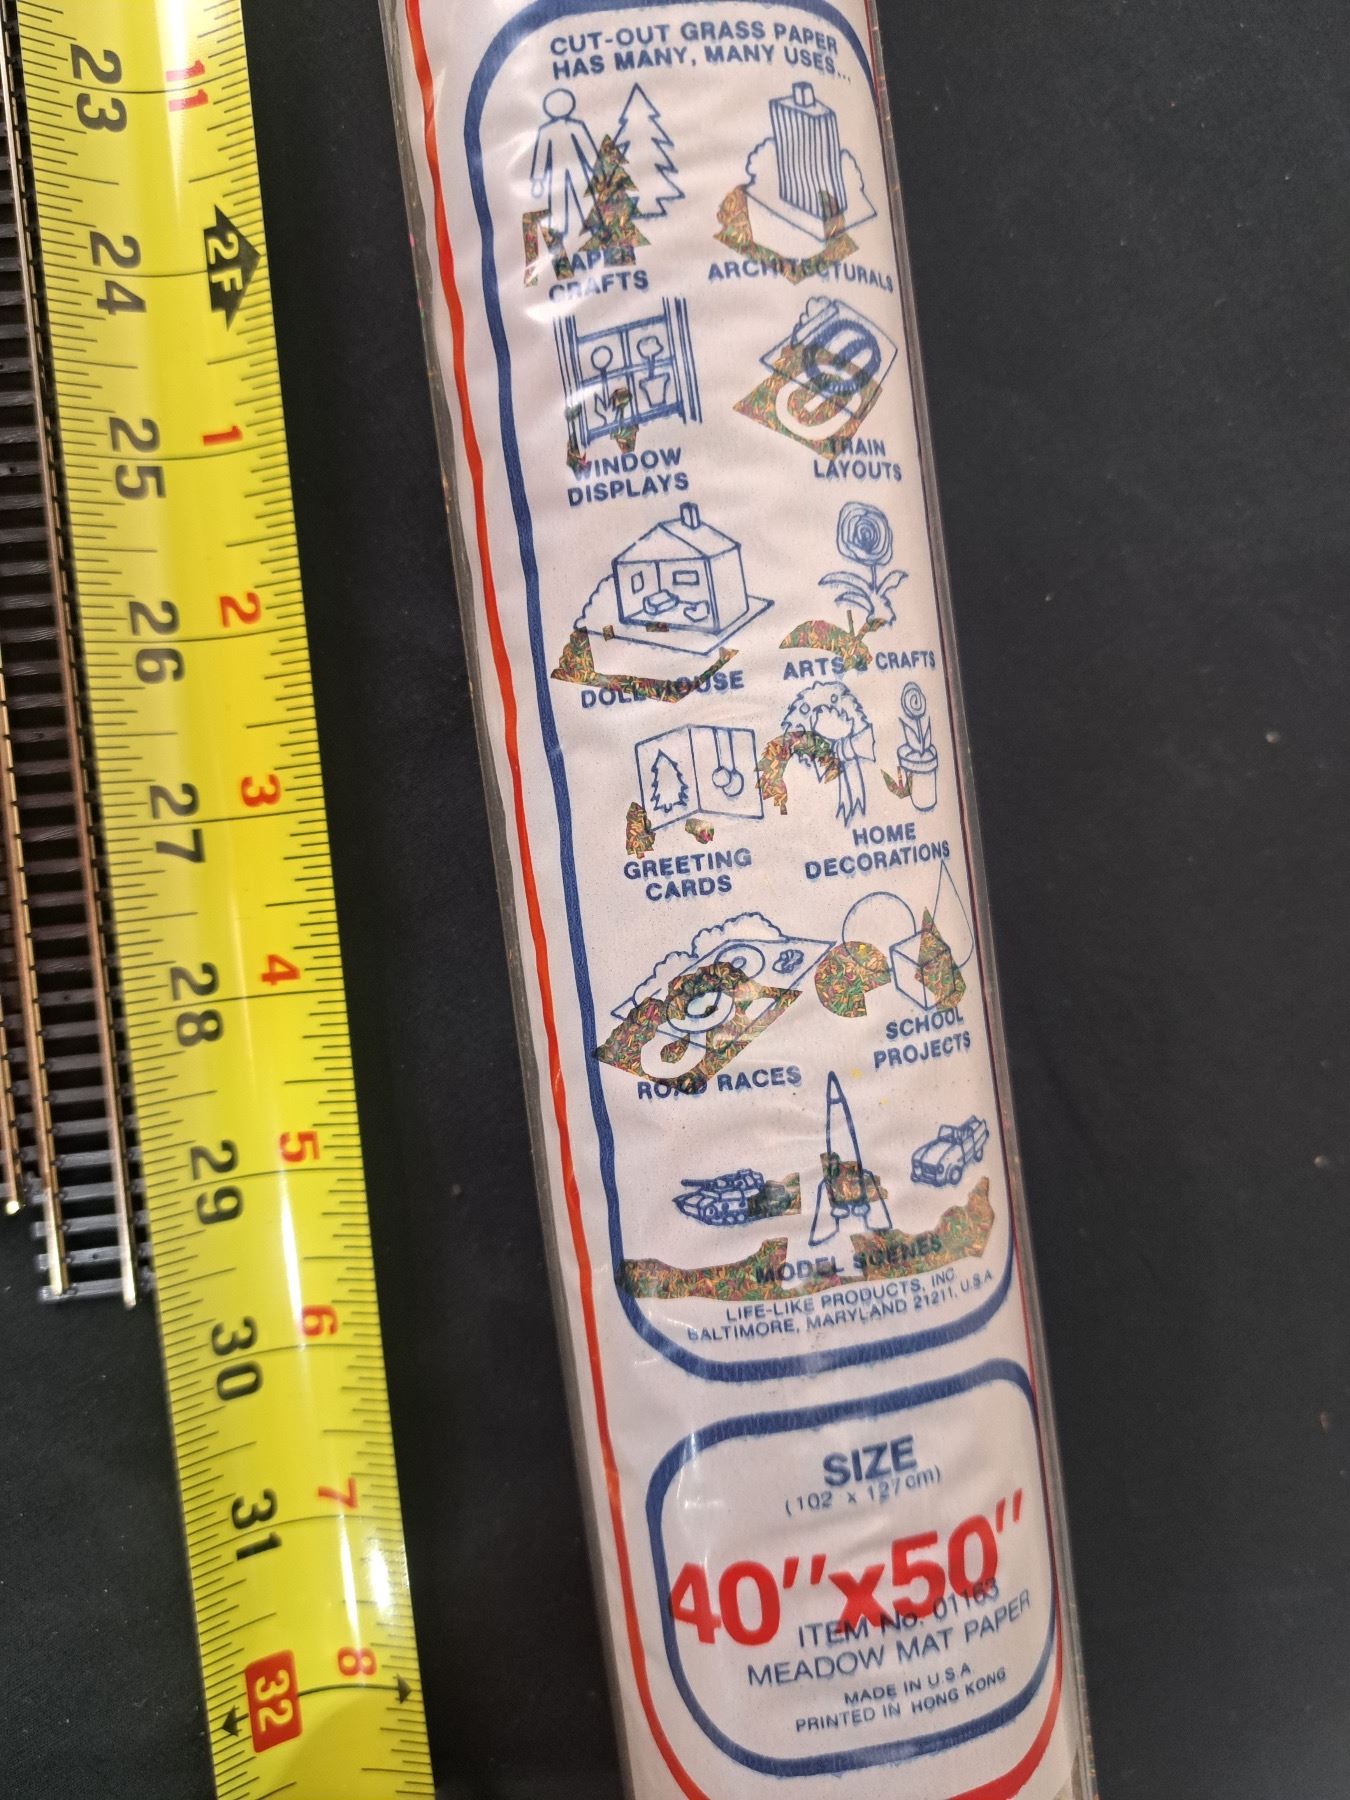 CUT-OUT GRASS PAPER
HAS MANY, MANY USES...
PAPER
CRAFTS
ARCHITECTURALS
WINDOW
DISPLAYS
TRAIN
LAYOUTS
DOLL HOUSE
ARTS & CRAFTS
GREETING
CARDS
HOME
DECORATIONS
ROAD RACES
SCHOOL
PROJECTS
MODEL SCENES
LIFE-LIKE PRODUCTS, INC.
BALTIMORE, MARYLAND 21211, U.S.A
SIZE
(102 x 127cm)
40"x50"
ITEM No. 01163
MEADOW MAT PAPER
MADE IN U.S.A
PRINTED IN HONG KONG
23 11
24 2F
25 1
26 2
27 3
28 4
29 5
30 6
31 7
32 8